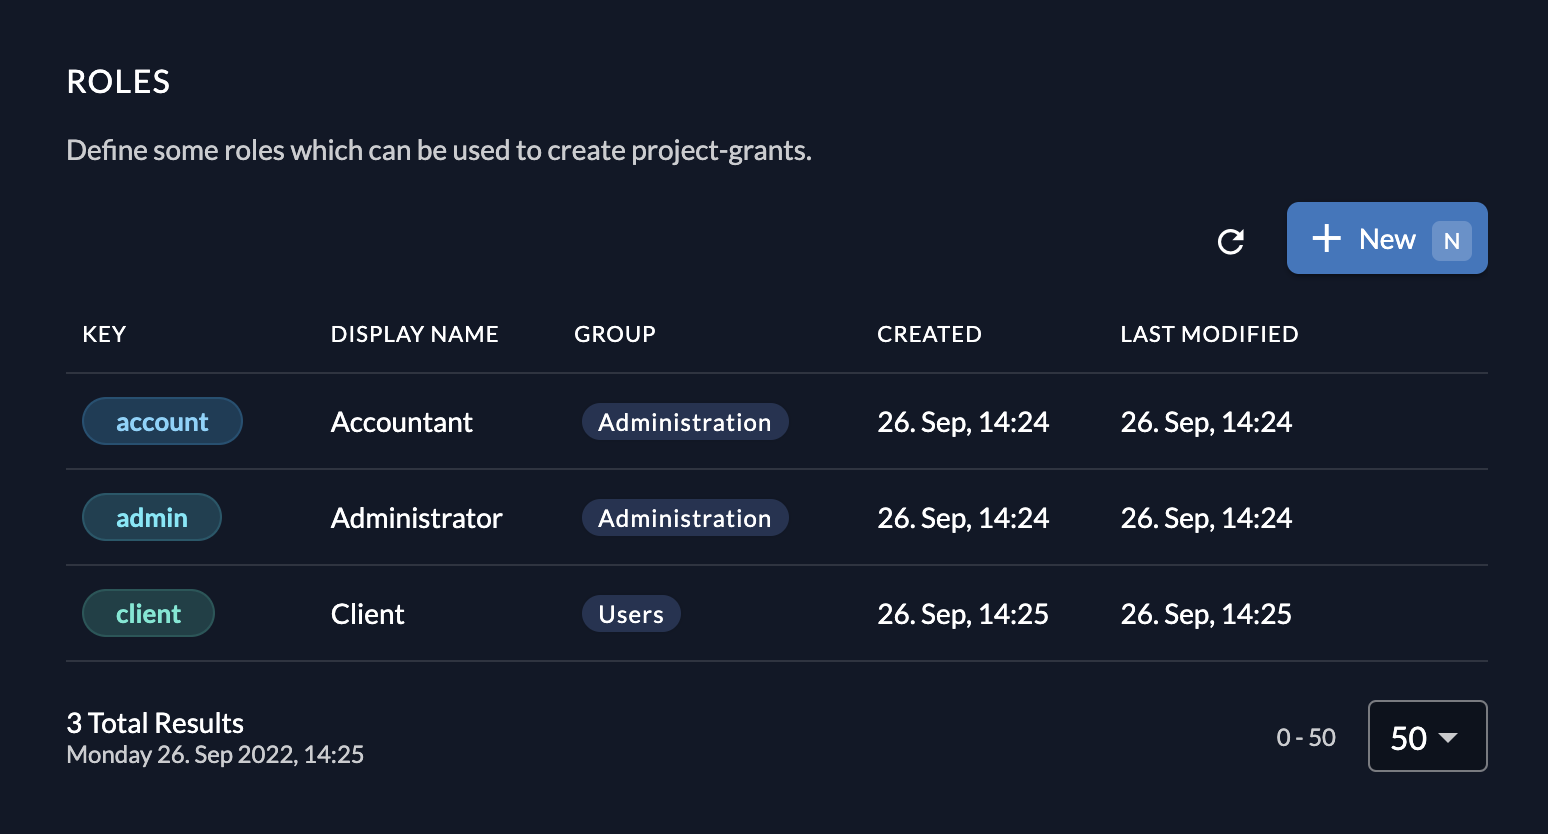 ROLES
Define some roles which can be used to create project-grants.
New N
KEY DISPLAY NAME GROUP CREATED LAST MODIFIED
account Accountant Administration 26. Sep, 14:24 26. Sep, 14:24
admin Administrator Administration 26. Sep, 14:24 26. Sep, 14:24
client Client Users 26. Sep, 14:25 26. Sep, 14:25
3 Total Results
Monday 26. Sep 2022, 14:25
0 - 50 50